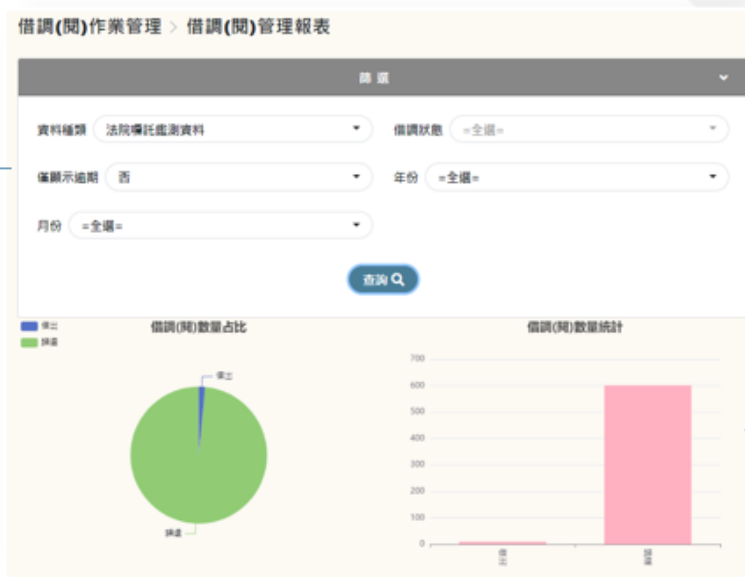 借調(閱)作業管理 > 借調(閱)管理報表
篩 選
資料種類 法院囑託鑑測資料
借調狀態 =全選=
僅顯示逾期 否
年份 =全選=
月份 =全選=
查詢
借出
歸還
借調(閱)數量占比
借出
歸還
借調(閱)數量統計
700
600
500
400
300
200
100
0
借出
歸還